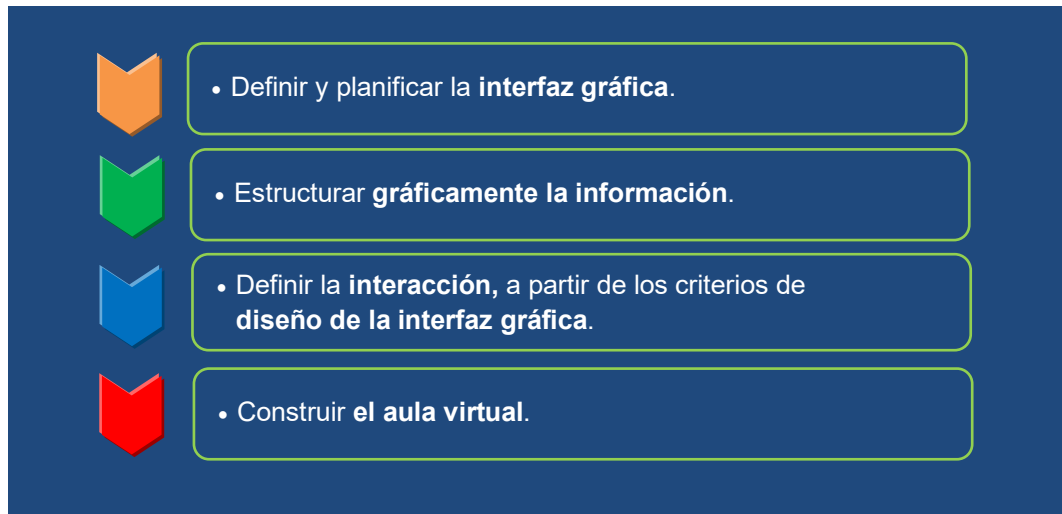 • Definir y planificar la interfaz gráfica.
• Estructurar gráficamente la información.
• Definir la interacción, a partir de los criterios de
diseño de la interfaz gráfica.
• Construir el aula virtual.